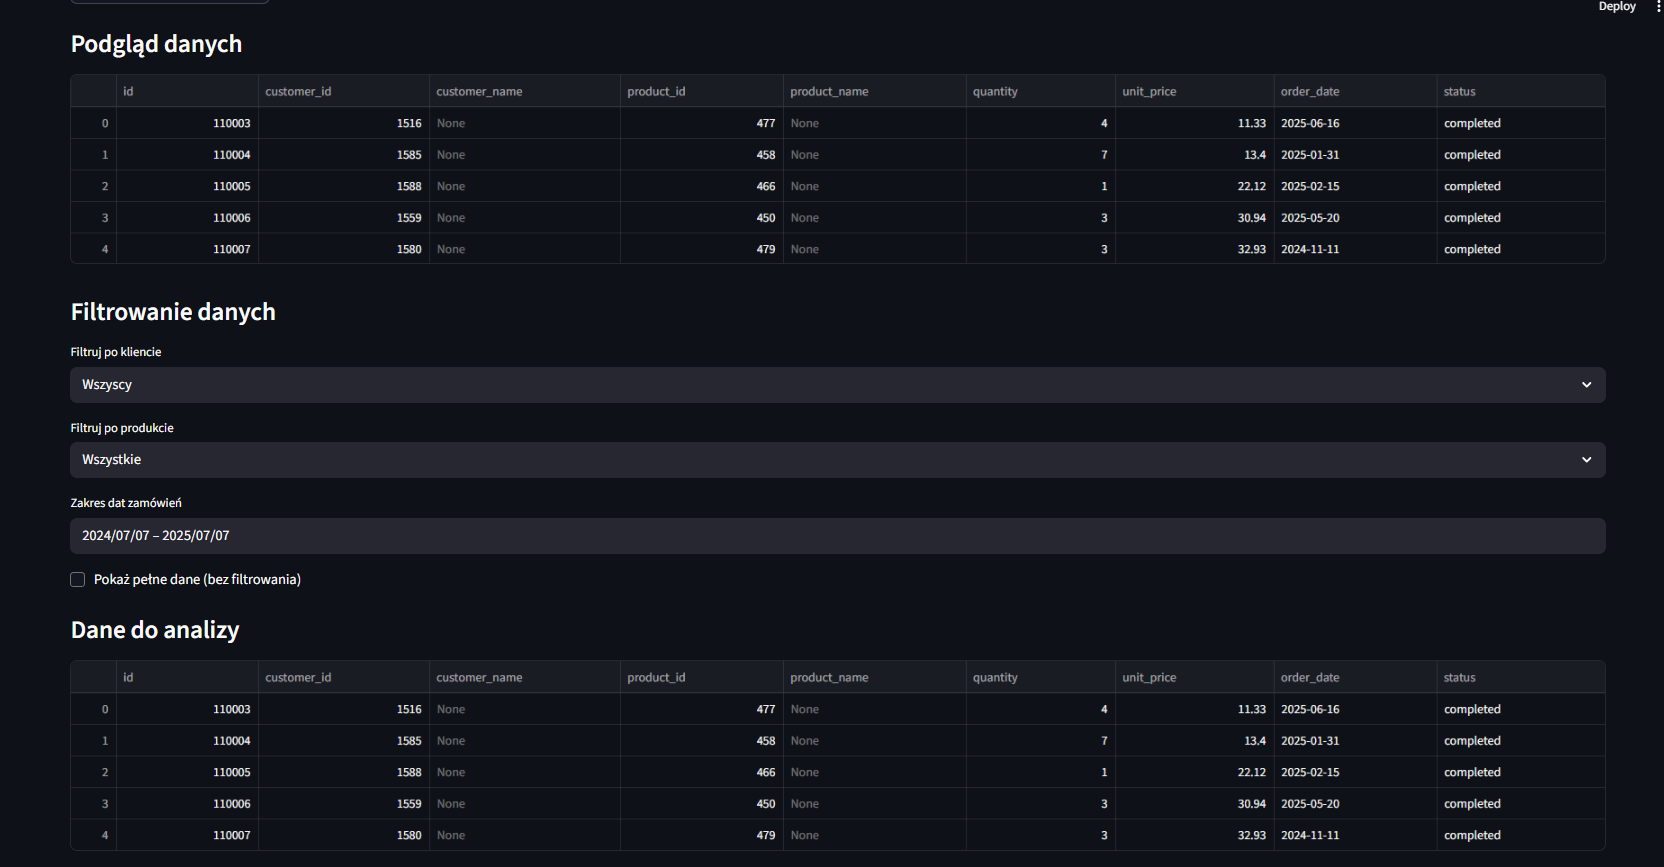 Deploy
Podgląd danych
id customer_id customer_name product_id product_name quantity unit_price order_date status
0 110003 1516 None 477 None 4 11.33 2025-06-16 completed
1 110004 1585 None 458 None 7 13.4 2025-01-31 completed
2 110005 1588 None 466 None 1 22.12 2025-02-15 completed
3 110006 1559 None 450 None 3 30.94 2025-05-20 completed
4 110007 1580 None 479 None 3 32.93 2024-11-11 completed
Filtrowanie danych
Filtruj po kliencie
Wszyscy
Filtruj po produkcie
Wszystkie
Zakres dat zamówień
2024/07/07 – 2025/07/07
Pokaż pełne dane (bez filtrowania)
Dane do analizy
id customer_id customer_name product_id product_name quantity unit_price order_date status
0 110003 1516 None 477 None 4 11.33 2025-06-16 completed
1 110004 1585 None 458 None 7 13.4 2025-01-31 completed
2 110005 1588 None 466 None 1 22.12 2025-02-15 completed
3 110006 1559 None 450 None 3 30.94 2025-05-20 completed
4 110007 1580 None 479 None 3 32.93 2024-11-11 completed